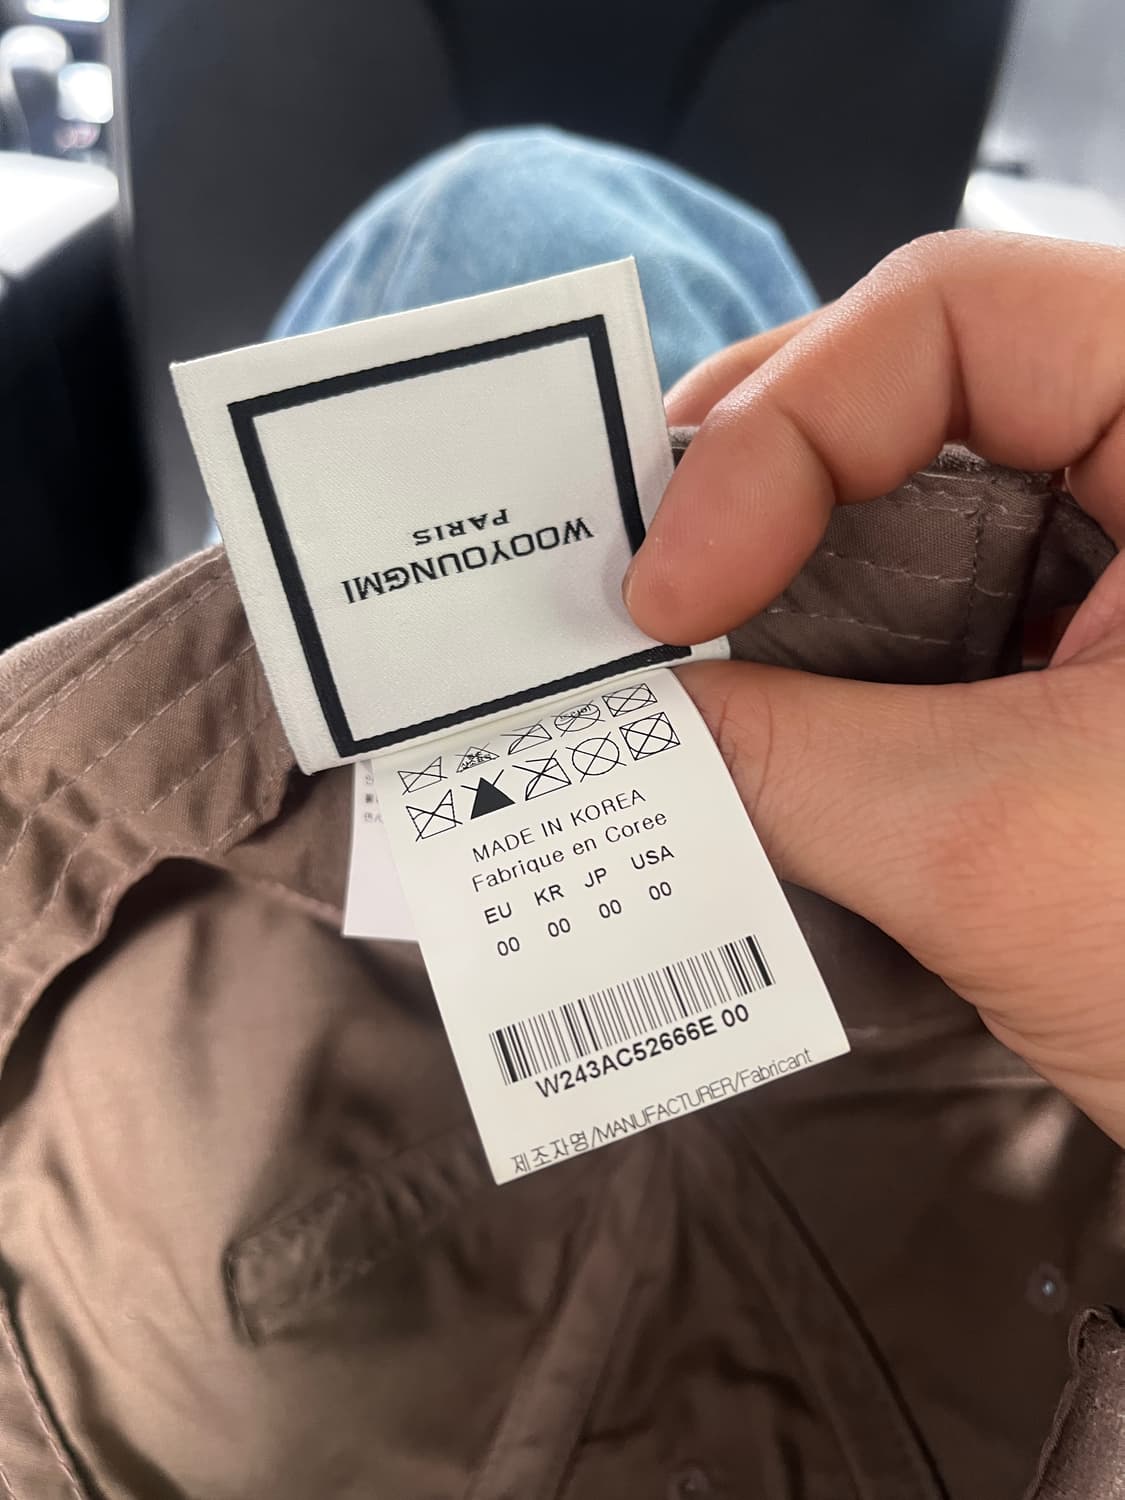 WOOYOUNGMI
PARIS
MADE IN KOREA
Fabrique en Coree
EU KR JP USA
00 00 00 00
W243AC52666E 00
제조자명/MANUFACTURER/Fabricant